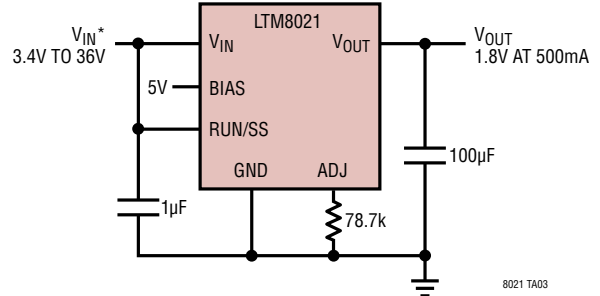 LTM8021
VIN*
3.4V TO 36V
VIN
VOUT
VOUT
1.8V AT 500mA
5V
BIAS
RUN/SS
GND
ADJ
100µF
1µF
78.7k
8021 TA03